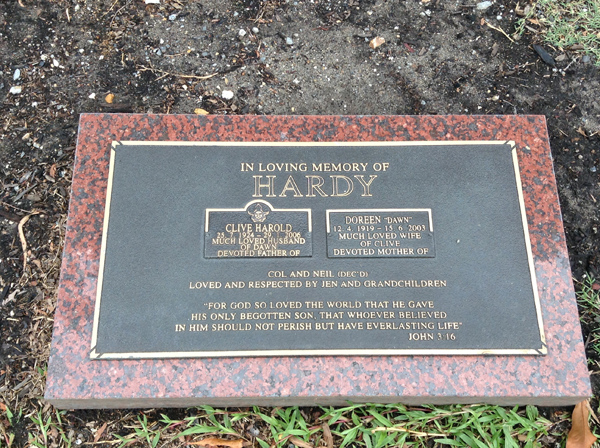 IN LOVING MEMORY OF
HARDY
CLIVE HAROLD
1924 – 29. 1. 2006
MUCH LOVED HUSBAND
OF DAWN
DEVOTED FATHER OF
DOREEN "DAWN"
12. 4. 1919 – 15. 6. 2003
MUCH LOVED WIFE
OF CLIVE
DEVOTED MOTHER OF
COL AND NEIL (DEC'D)
LOVED AND RESPECTED BY JEN AND GRANDCHILDREN
"FOR GOD SO LOVED THE WORLD THAT HE GAVE
HIS ONLY BEGOTTEN SON, THAT WHOEVER BELIEVED
IN HIM SHOULD NOT PERISH BUT HAVE EVERLASTING LIFE"
JOHN 3:16